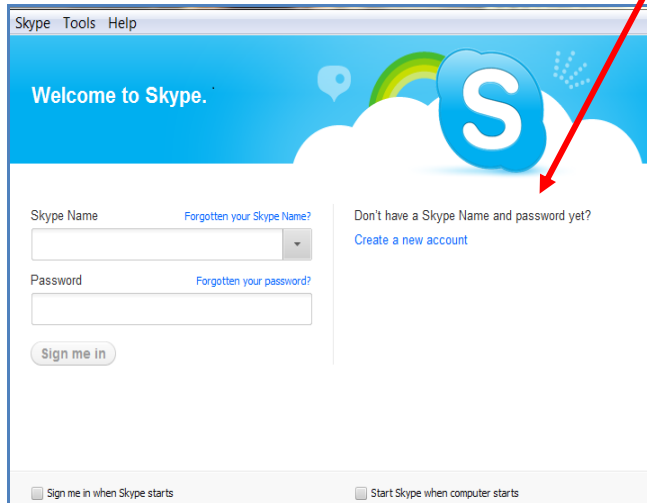 Skype Tools Help
Welcome to Skype.
S
Skype Name Forgotten your Skype Name?
Password Forgotten your password?
Sign me in
Don't have a Skype Name and password yet?
Create a new account
Sign me in when Skype starts
Start Skype when computer starts